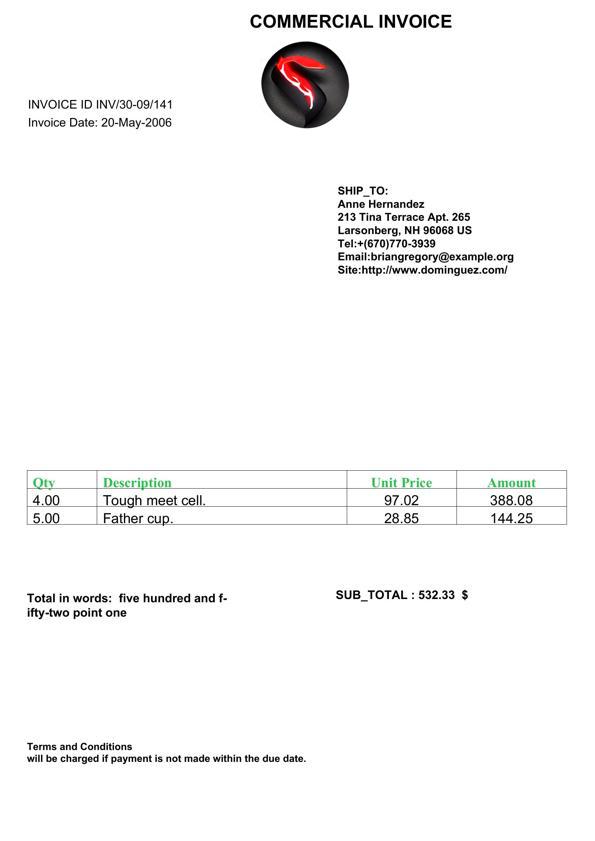 COMMERCIAL INVOICE
INVOICE ID INV/30-09/141
Invoice Date: 20-May-2006
SHIP_TO:
Anne Hernandez
213 Tina Terrace Apt. 265
Larsonberg, NH 96068 US
Tel:+(670)770-3939
Email:briangregory@example.org
Site:http://www.dominguez.com/
Qty Description Unit Price Amount
4.00 Tough meet cell. 97.02 388.08
5.00 Father cup. 28.85 144.25
Total in words: five hundred and f-
ifty-two point one
SUB_TOTAL : 532.33 $
Terms and Conditions
will be charged if payment is not made within the due date.